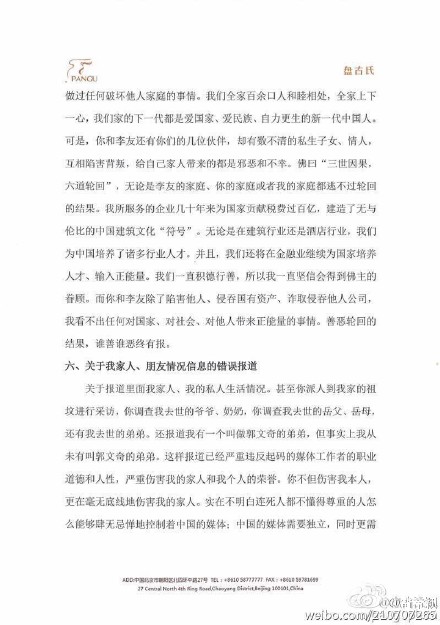 PANGU
盘古氏
做过任何破坏他人家庭的事情。我们全家百余口人和睦相处，全家上下
一心，我们家的下一代都是爱国家、爱民族、自力更生的新一代中国人。
可是，你和李友还有你们的几位伙伴，却有数不清的私生子女、情人，
互相陷害背叛，给自己家人带来的都是邪恶和不幸。佛曰“三世因果，
六道轮回”，无论是李友的家庭、你的家庭或者我的家庭都逃不过轮回
的结果。我所服务的企业几十年来为国家贡献税费过百亿，建造了无与
伦比的中国建筑文化“符号”。无论是在建筑行业还是酒店行业，我们
为中国培养了诸多行业人才，并且，我们还将在金融业继续为国家培养
人才、输入正能量。我们一直积德行善，所以我一直坚信会得到佛主的
眷顾。而你和李友除了陷害他人、侵吞国有资产、诈取侵吞他人公司，
我看不出任何对国家、对社会、对他人带来正能量的事情。善恶轮回的
结果，谁善谁恶终有报。
六、关于我家人、朋友情况信息的错误报道
关于报道里面我家人、我的私人生活情况。甚至你派人到我家的祖
坟进行采访，你调查我去世的爷爷、奶奶，你调查我去世的岳父、岳母，
还有我去世的弟弟。还报道我有一个叫做郭文奇的弟弟，但事实上我从
未有叫郭文奇的弟弟。这样报道已经严重违反起码的媒体工作者的职业
道德和人性，严重伤害我的家人和我个人的荣誉。你不但伤害我本人，
更在毫无底线地伤害我的家人。实在不明白连死人都不懂得尊重的人怎
么能够肆无忌惮地控制着中国的媒体；中国的媒体需要独立，同时更需
ADD:中国北京市朝阳区北四环中路27号 TEL：+8610 58777777 FAX：+8610 58781699
27 Central North 4th Ring Road,Chaoyang District,Beijing,100101,China
weibo.com/210707269